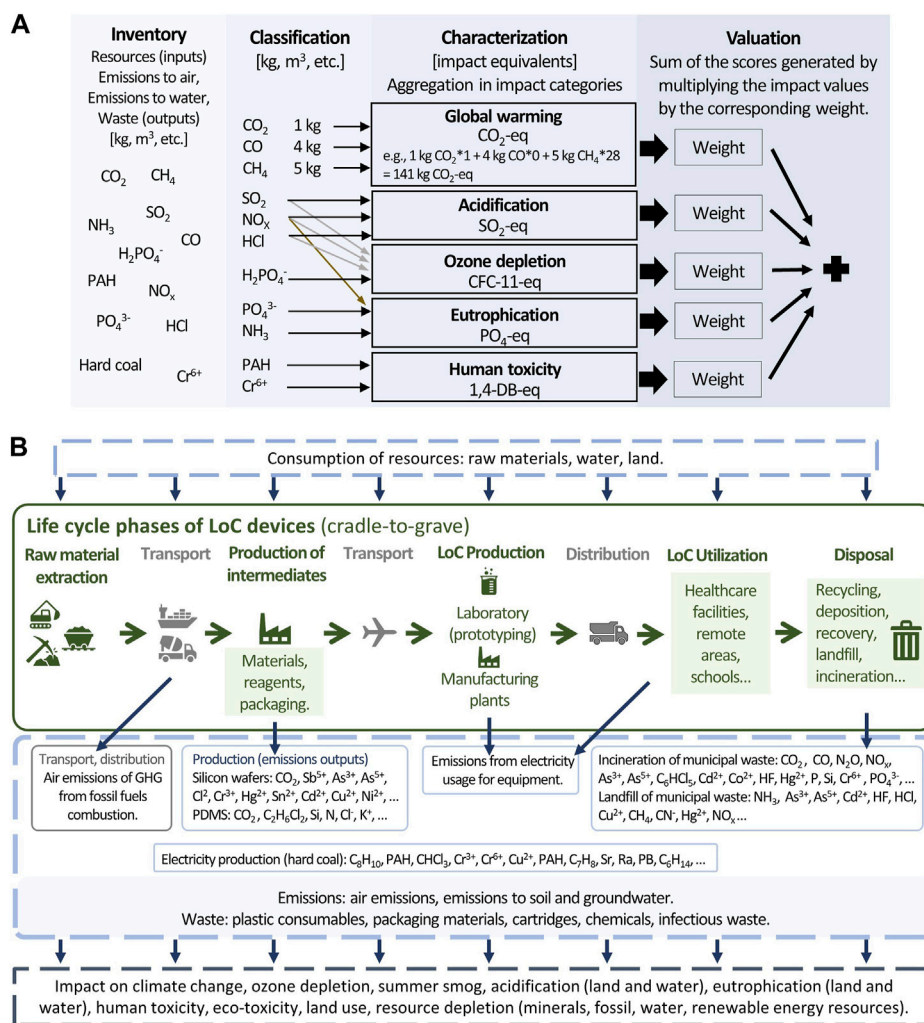 A
Inventory
Resources (inputs)
Emissions to air,
Emissions to water,
Waste (outputs)
[kg, m³, etc.]
CO₂
CH₄
SO₂
NH₃
CO
H₂PO₄⁻
PAH
NOₓ
PO₄³⁻
HCl
Hard coal
Cr⁶⁺
Classification
[kg, m³, etc.]
CO₂ 1 kg
CO 4 kg
CH₄ 5 kg
SO₂
NOₓ
HCl
H₂PO₄⁻
PO₄³⁻
NH₃
PAH
Cr⁶⁺
Characterization
[impact equivalents]
Aggregation in impact categories
Global warming
CO₂-eq
e.g., 1 kg CO₂*1 + 4 kg CO*0 + 5 kg CH₄*28
= 141 kg CO₂-eq
Acidification
SO₂-eq
Ozone depletion
CFC-11-eq
Eutrophication
PO₄-eq
Human toxicity
1,4-DB-eq
Valuation
Sum of the scores generated by
multiplying the impact values
by the corresponding weight.
Weight
Weight
Weight
Weight
Weight
B
Consumption of resources: raw materials, water, land.
Life cycle phases of LoC devices (cradle-to-grave)
Raw material
extraction
Transport
Production of
intermediates
Materials,
reagents,
packaging.
Transport
LoC Production
Laboratory
(prototyping)
Manufacturing
plants
Distribution
LoC Utilization
Healthcare
facilities,
remote
areas,
schools...
Disposal
Recycling,
deposition,
recovery,
landfill,
incineration...
Transport, distribution
Air emissions of GHG
from fossil fuels
combustion.
Production (emissions outputs)
Silicon wafers: CO₂, Sb⁵⁺, As³⁺, As⁵⁺,
Cl², Cr³⁺, Hg²⁺, Sn²⁺, Cd²⁺, Cu²⁺, Ni²⁺, ...
PDMS: CO₂ , C₂H₆Cl₂, Si, N, Cl⁻, K⁺, ...
Emissions from electricity
usage for equipment.
Incineration of municipal waste: CO₂ , CO, N₂O, NOₓ,
As³⁺, As⁵⁺, C₆HCl₅, Cd²⁺, Co²⁺, HF, Hg²⁺, P, Si, Cr⁶⁺, PO₄³⁻, ...
Landfill of municipal waste: NH₃, As³⁺, As⁵⁺, Cd²⁺, HF, HCl,
Cu²⁺, CH₄, CN⁻, Hg²⁺, NOₓ...
Electricity production (hard coal): C₈H₁₀, PAH, CHCl₃, Cr³⁺, Cr⁶⁺, Cu²⁺, PAH, C₇H₈, Sr, Ra, PB, C₆H₁₄, ...
Emissions: air emissions, emissions to soil and groundwater.
Waste: plastic consumables, packaging materials, cartridges, chemicals, infectious waste.
Impact on climate change, ozone depletion, summer smog, acidification (land and water), eutrophication (land and
water), human toxicity, eco-toxicity, land use, resource depletion (minerals, fossil, water, renewable energy resources).